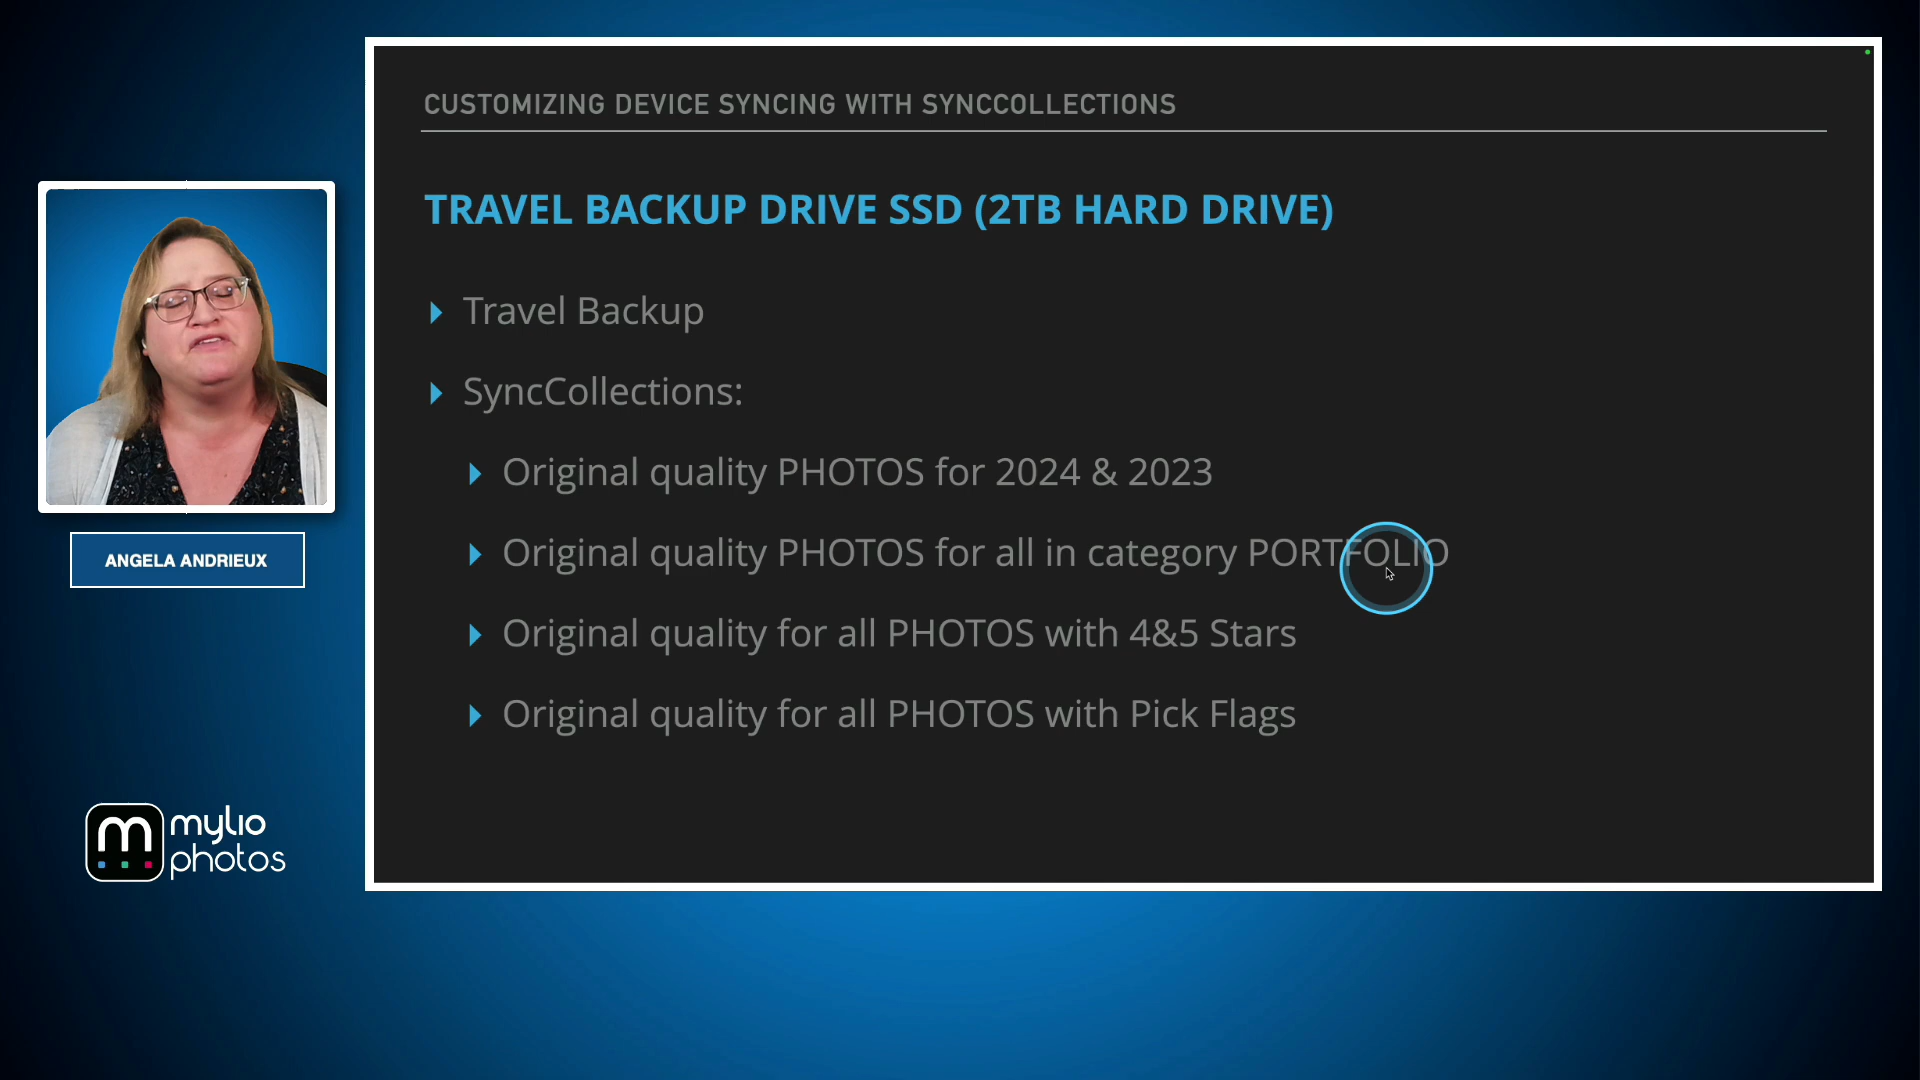 CUSTOMIZING DEVICE SYNCING WITH SYNCCOLLECTIONS
TRAVEL BACKUP DRIVE SSD (2TB HARD DRIVE)
Travel Backup
SyncCollections:
Original quality PHOTOS for 2024 & 2023
Original quality PHOTOS for all in category PORTFOLIO
Original quality for all PHOTOS with 4&5 Stars
Original quality for all PHOTOS with Pick Flags
ANGELA ANDRIEUX
m
mylio
photos